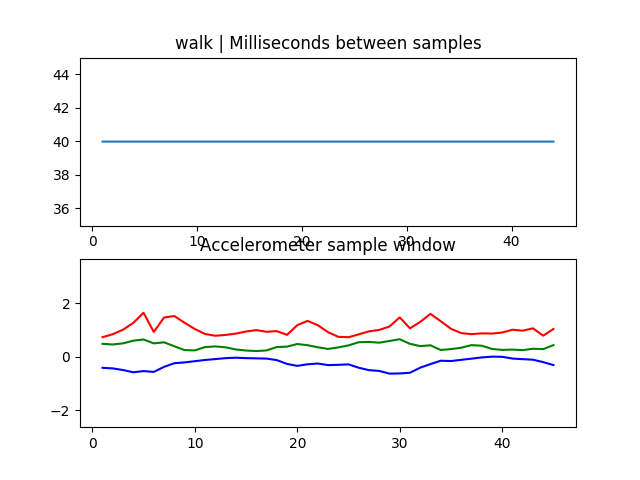 walk | Milliseconds between samples
44
42
40
38
36
0 10 20 30 40
Accelerometer sample window
2
0
−2
0 10 20 30 40